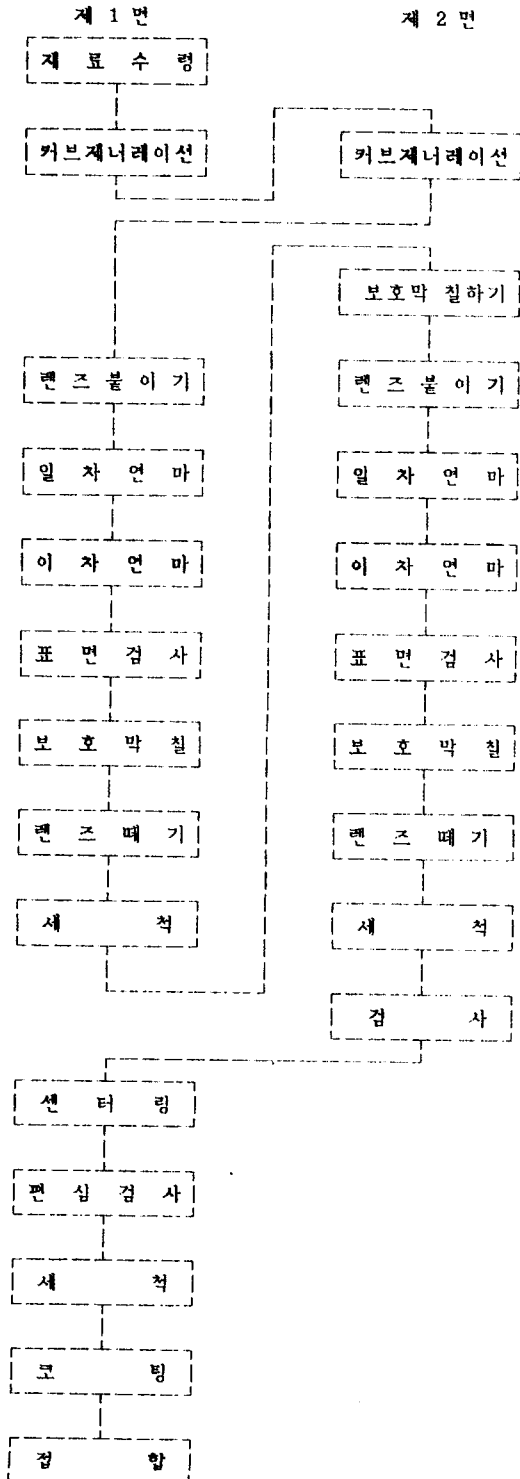 제 1 면
제 2 면
재 료 수 령
커브재너레이션
커브재너레이션
보호막 칠하기
렌 즈 붙 이 기
렌 즈 붙 이 기
일 차 연 마
일 차 연 마
이 차 연 마
이 차 연 마
표 면 검 사
표 면 검 사
보 호 막 칠
보 호 막 칠
렌 즈 떼 기
렌 즈 떼 기
세 척
세 척
검 사
센 터 링
편 심 검 사
세 척
코 팅
접 합